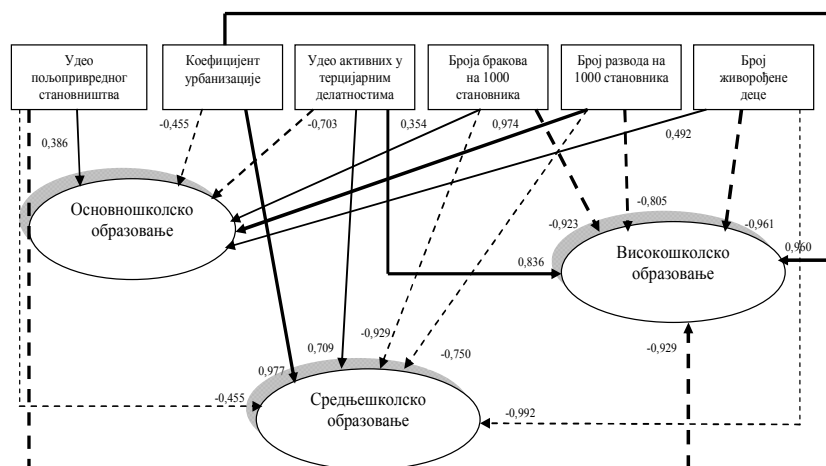 Удео
пољопривредног
становништва
Коефицијент
урбанизације
Удео активних у
терцијарним
делатностима
Броја бракова
на 1000
становника
Број развода на
1000 становника
Број
живорођене
деце
0,386
-0,455
-0,703
0,354
0,974
0,492
Основношколско
образовање
-0,923
-0,805
-0,961
0,960
0,836
Високошколско
образовање
-0,929
0,709
-0,929
-0,750
0,977
-0,455
Средњешколско
образовање
-0,992